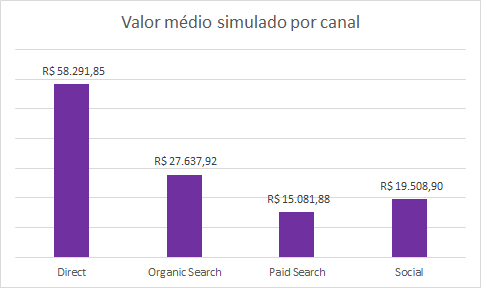 Valor médio simulado por canal
R$ 58.291,85
R$ 27.637,92
R$ 15.081,88
R$ 19.508,90
Direct
Organic Search
Paid Search
Social